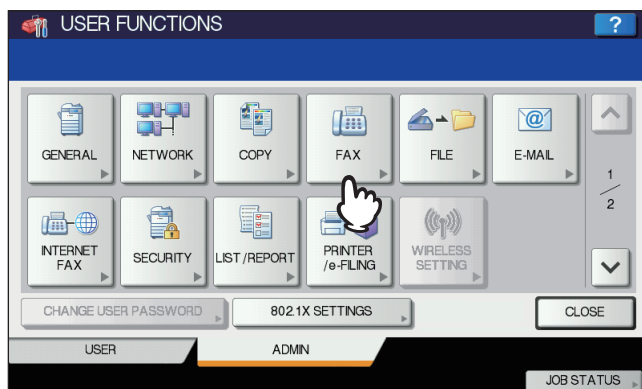 USER FUNCTIONS
?
GENERAL
NETWORK
COPY
FAX
FILE
E-MAIL
1
2
INTERNET
FAX
SECURITY
LIST/REPORT
PRINTER
/e-FILING
WIRELESS
SETTING
CHANGE USER PASSWORD
802.1X SETTINGS
CLOSE
USER
ADMIN
JOB STATUS